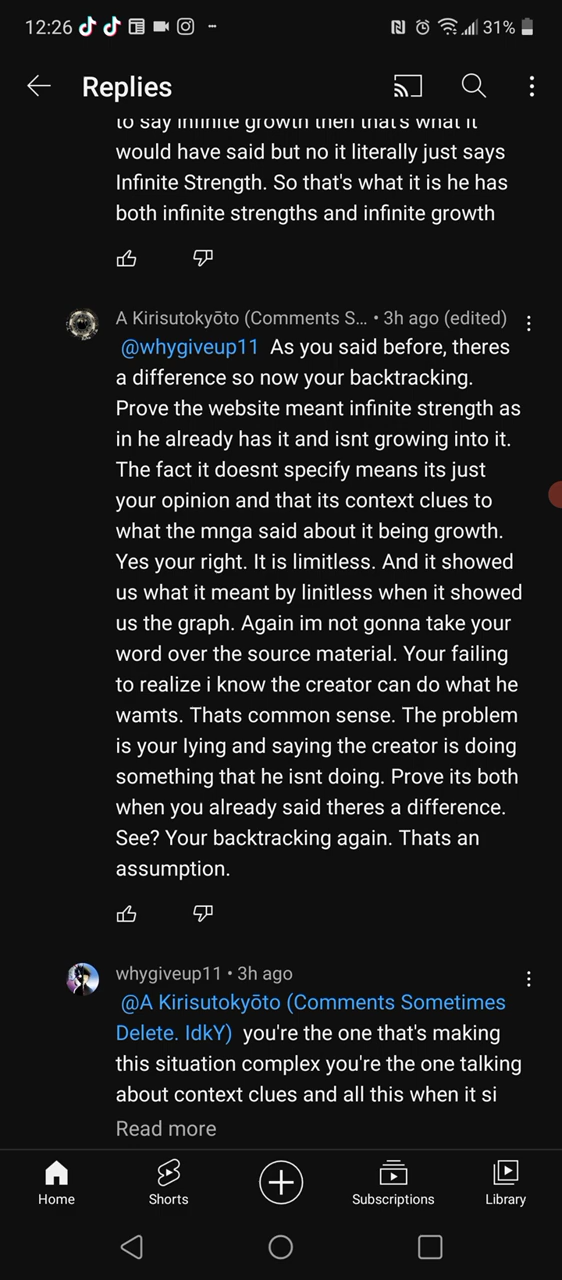 12:26
31%
Replies
to say infinite growth then that's what it
would have said but no it literally just says
Infinite Strength. So that's what it is he has
both infinite strengths and infinite growth
A Kirisutokyōto (Comments S... • 3h ago (edited)
@whygiveup11 As you said before, theres
a difference so now your backtracking.
Prove the website meant infinite strength as
in he already has it and isnt growing into it.
The fact it doesnt specify means its just
your opinion and that its context clues to
what the mnga said about it being growth.
Yes your right. It is limitless. And it showed
us what it meant by linitless when it showed
us the graph. Again im not gonna take your
word over the source material. Your failing
to realize i know the creator can do what he
wamts. Thats common sense. The problem
is your lying and saying the creator is doing
something that he isnt doing. Prove its both
when you already said theres a difference.
See? Your backtracking again. Thats an
assumption.
whygiveup11 • 3h ago
@A Kirisutokyōto (Comments Sometimes
Delete. IdkY) you're the one that's making
this situation complex you're the one talking
about context clues and all this when it si
Read more
Home
Shorts
Subscriptions
Library